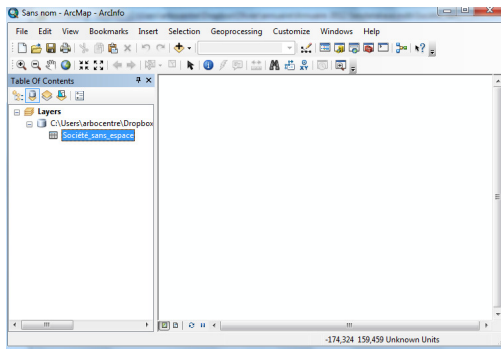 Sans nom - ArcMap - ArcInfo
File Edit View Bookmarks Insert Selection Geoprocessing Customize Windows Help
Table Of Contents
Layers
C:\Users\arbocentre\Dropbox
Société_sans_espace
-174,324 159,459 Unknown Units